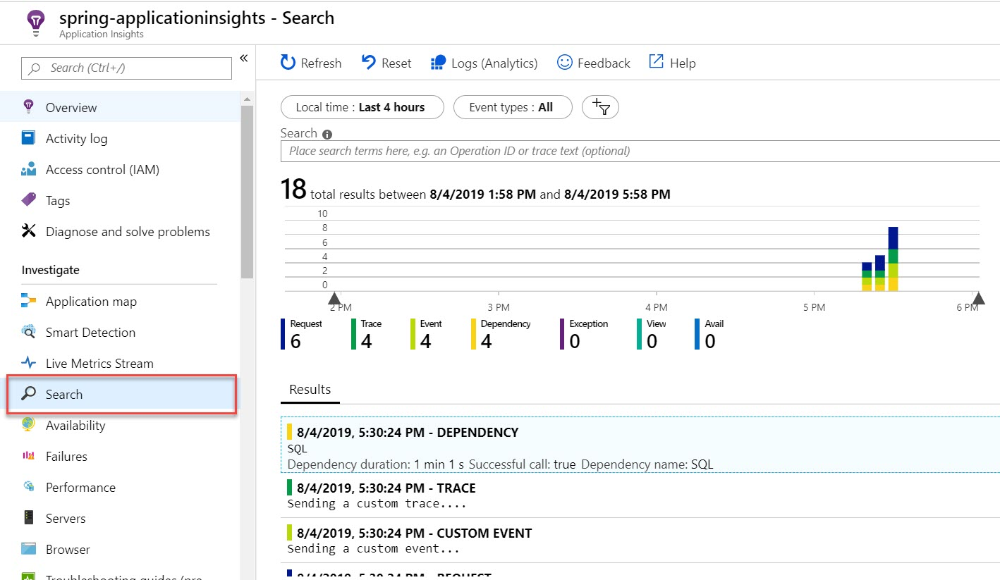 spring-applicationinsights - Search
Application Insights
Search (Ctrl+/)
«
Overview
Activity log
Access control (IAM)
Tags
Diagnose and solve problems
Investigate
Application map
Smart Detection
Live Metrics Stream
Search
Availability
Failures
Performance
Servers
Browser
Troubleshooting guides (pre
Refresh Reset Logs (Analytics) Feedback Help
Local time : Last 4 hours Event types : All
Search
Place search terms here, e.g. an Operation ID or trace text (optional)
18 total results between 8/4/2019 1:58 PM and 8/4/2019 5:58 PM
10
8
6
4
2
0
2 PM 3 PM 4 PM 5 PM 6 PM
Request Trace Event Dependency Exception View Avail
6 4 4 4 0 0 0
Results
8/4/2019, 5:30:24 PM - DEPENDENCY
SQL
Dependency duration: 1 min 1 s Successful call: true Dependency name: SQL
8/4/2019, 5:30:24 PM - TRACE
Sending a custom trace....
8/4/2019, 5:30:24 PM - CUSTOM EVENT
Sending a custom event...
8/4/2019, 5:30:24 PM - REQUEST